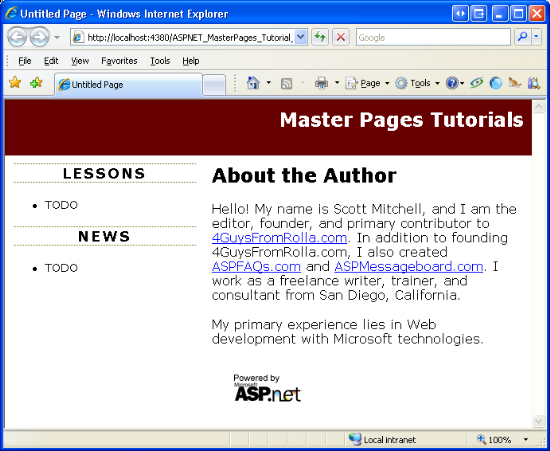 Untitled Page - Windows Internet Explorer
http://localhost:4380/ASPNET_MasterPages_Tutorial_
Google
File Edit View Favorites Tools Help
Untitled Page
Page Tools
Master Pages Tutorials
LESSONS
TODO
NEWS
TODO
About the Author
Hello! My name is Scott Mitchell, and I am the
editor, founder, and primary contributor to
4GuysFromRolla.com. In addition to founding
4GuysFromRolla.com, I also created
ASPFAQs.com and ASPMessageboard.com. I
work as a freelance writer, trainer, and
consultant from San Diego, California.
My primary experience lies in Web
development with Microsoft technologies.
Powered by
Microsoft
ASP.net
Local intranet
100%